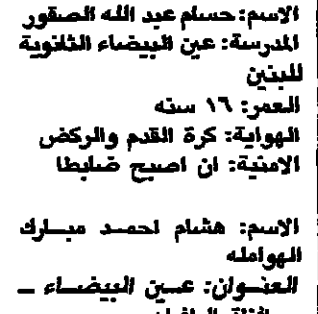 الاسم: حسام عبد الله الصقور
المدرسة: عين البيضاء الثانوية
للبنين
العمر: ١٦ سنه
الهواية: كرة القدم والركض
الامنية: ان اصبح ضابطا
الاسم: هشام احمد مبارك
الهوامله
العنوان: عين البيضاء –